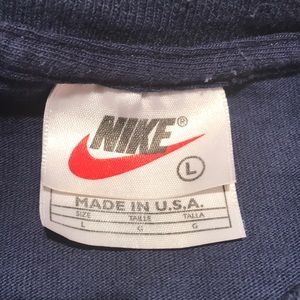 NIKE®
L
MADE IN U.S.A.
SIZE TAILLE TALLA
L G G